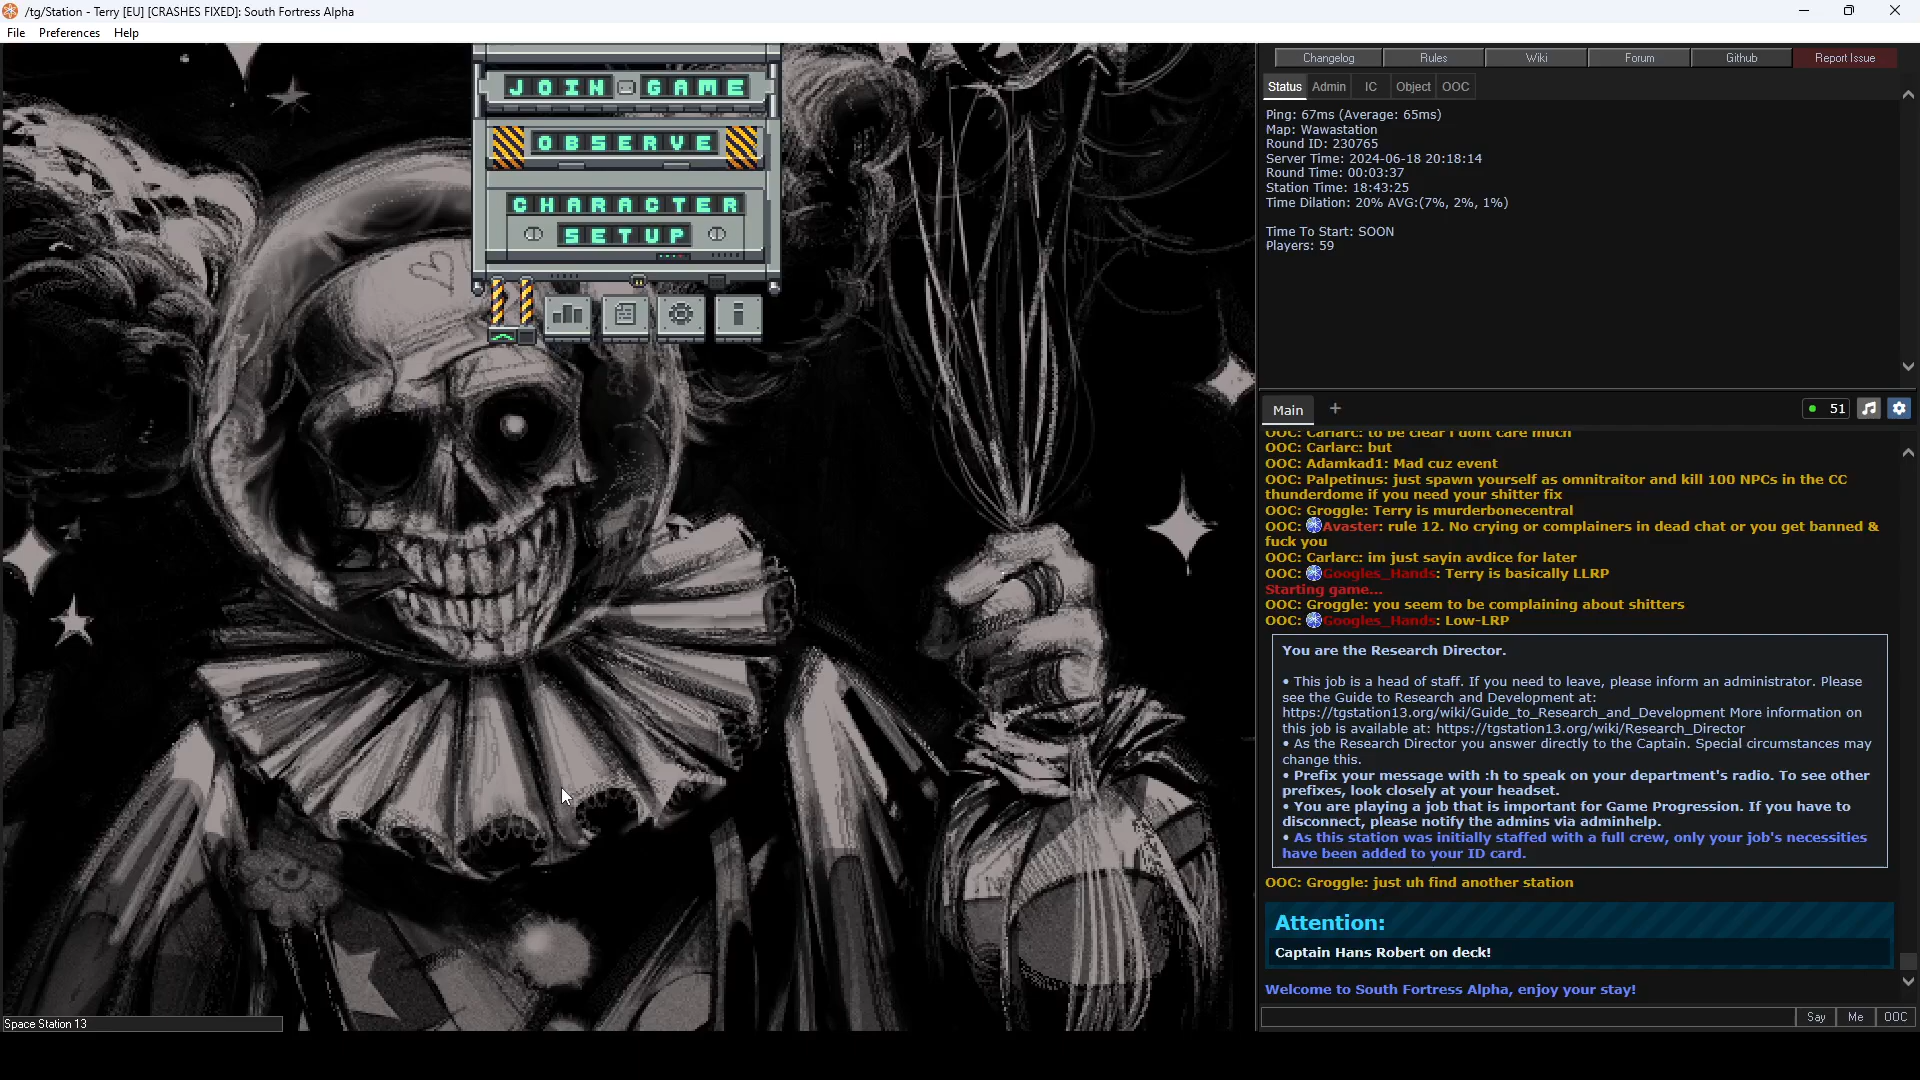 /tg/Station - Terry [EU] [CRASHES FIXED]: South Fortress Alpha
File Preferences Help
JOIN GAME
OBSERVE
CHARACTER
SETUP
Changelog Rules Wiki Forum Github Report Issue
Status Admin IC Object OOC
Ping: 67ms (Average: 65ms)
Map: Wawastation
Round ID: 230765
Server Time: 2024-06-18 20:18:14
Round Time: 00:03:37
Station Time: 18:43:25
Time Dilation: 20% AVG:(7%, 2%, 1%)
Time To Start: SOON
Players: 59
Main + 51
OOC: Carlarc: to be clear i dont care much
OOC: Carlarc: but
OOC: Adamkad1: Mad cuz event
OOC: Palpetinus: just spawn yourself as omnitraitor and kill 100 NPCs in the CC
thunderdome if you need your shitter fix
OOC: Groggle: Terry is murderbonecentral
OOC: Avaster: rule 12. No crying or complainers in dead chat or you get banned &
fuck you
OOC: Carlarc: im just sayin avdice for later
OOC: Googles_Hands: Terry is basically LLRP
Starting game...
OOC: Groggle: you seem to be complaining about shitters
OOC: Googles_Hands: Low-LRP
You are the Research Director.
• This job is a head of staff. If you need to leave, please inform an administrator. Please
see the Guide to Research and Development at:
https://tgstation13.org/wiki/Guide_to_Research_and_Development More information on
this job is available at: https://tgstation13.org/wiki/Research_Director
• As the Research Director you answer directly to the Captain. Special circumstances may
change this.
• Prefix your message with :h to speak on your department's radio. To see other
prefixes, look closely at your headset.
• You are playing a job that is important for Game Progression. If you have to
disconnect, please notify the admins via adminhelp.
• As this station was initially staffed with a full crew, only your job's necessities
have been added to your ID card.
OOC: Groggle: just uh find another station
Attention:
Captain Hans Robert on deck!
Welcome to South Fortress Alpha, enjoy your stay!
Space Station 13
Say Me OOC